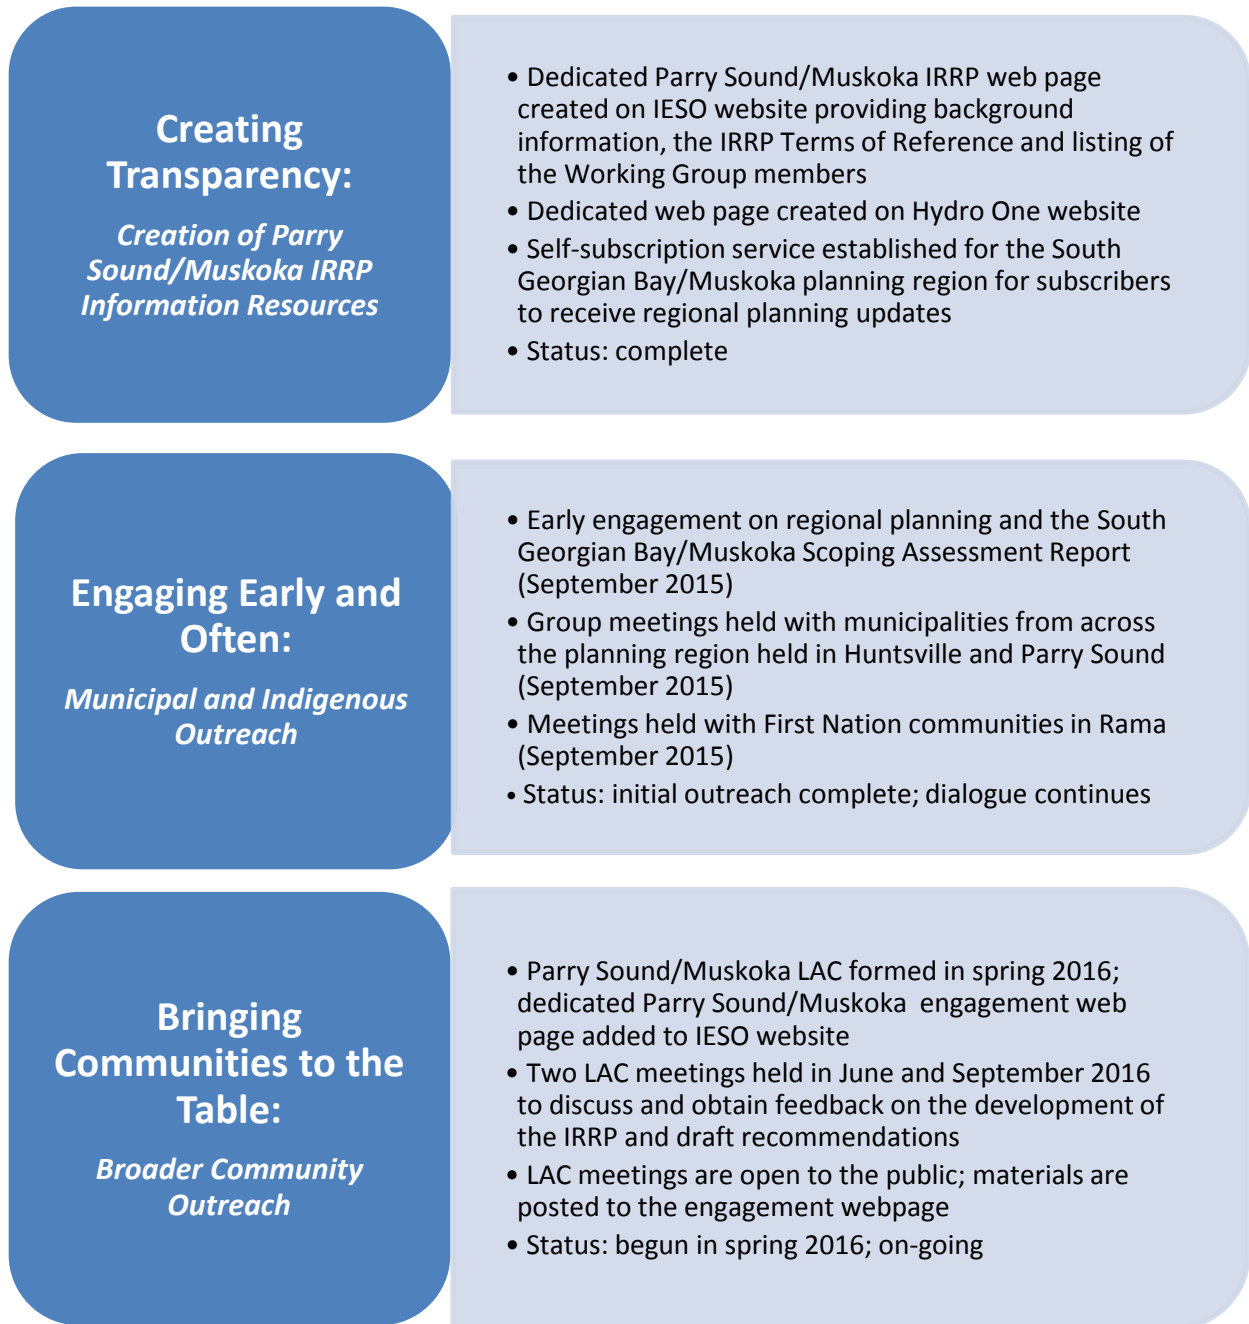 Creating
Transparency:
Creation of Parry
Sound/Muskoka IRRP
Information Resources
• Dedicated Parry Sound/Muskoka IRRP web page
created on IESO website providing background
information, the IRRP Terms of Reference and listing of
the Working Group members
• Dedicated web page created on Hydro One website
• Self-subscription service established for the South
Georgian Bay/Muskoka planning region for subscribers
to receive regional planning updates
• Status: complete
Engaging Early and
Often:
Municipal and Indigenous
Outreach
• Early engagement on regional planning and the South
Georgian Bay/Muskoka Scoping Assessment Report
(September 2015)
• Group meetings held with municipalities from across
the planning region held in Huntsville and Parry Sound
(September 2015)
• Meetings held with First Nation communities in Rama
(September 2015)
• Status: initial outreach complete; dialogue continues
Bringing
Communities to the
Table:
Broader Community
Outreach
• Parry Sound/Muskoka LAC formed in spring 2016;
dedicated Parry Sound/Muskoka engagement web
page added to IESO website
• Two LAC meetings held in June and September 2016
to discuss and obtain feedback on the development of
the IRRP and draft recommendations
• LAC meetings are open to the public; materials are
posted to the engagement webpage
• Status: begun in spring 2016; on-going